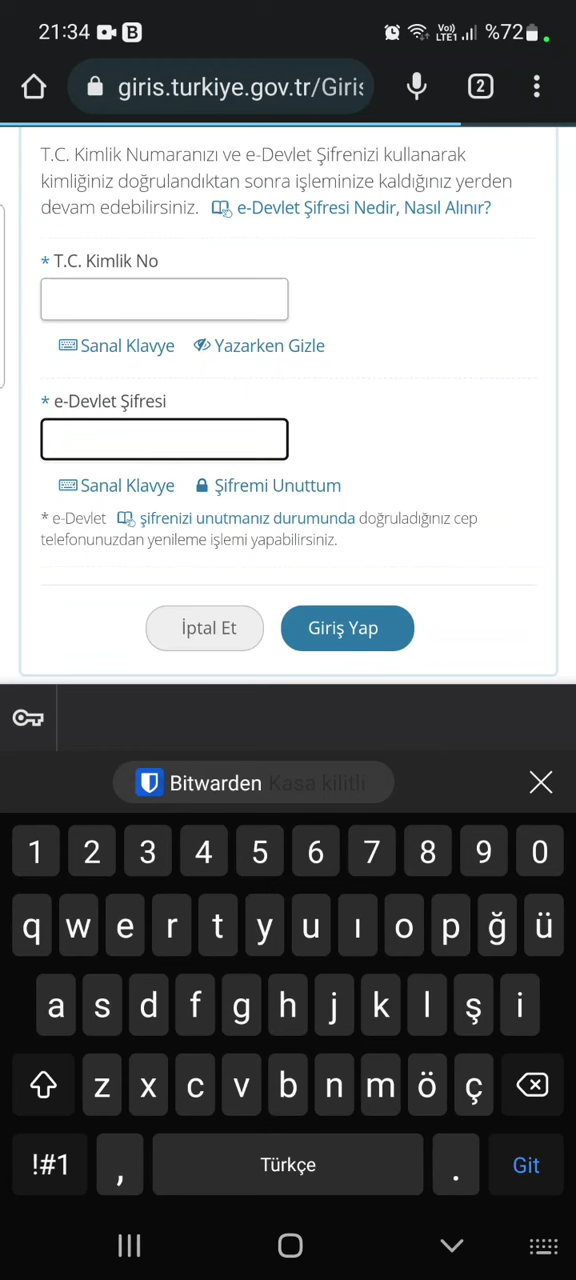 21:34 B Vo)) LTE1 %72
giris.turkiye.gov.tr/Giris 2
T.C. Kimlik Numaranızı ve e-Devlet Şifrenizi kullanarak
kimliğiniz doğrulandıktan sonra işleminize kaldığınız yerden
devam edebilirsiniz. e-Devlet Şifresi Nedir, Nasıl Alınır?
* T.C. Kimlik No
Sanal Klavye Yazarken Gizle
* e-Devlet Şifresi
Sanal Klavye Şifremi Unuttum
* e-Devlet şifrenizi unutmanız durumunda doğruladığınız cep
telefonunuzdan yenileme işlemi yapabilirsiniz.
İptal Et Giriş Yap
Bitwarden Kasa kilitli
1 2 3 4 5 6 7 8 9 0
q w e r t y u ı o p ğ ü
a s d f g h j k l ş i
z x c v b n m ö ç
!#1 , Türkçe . Git